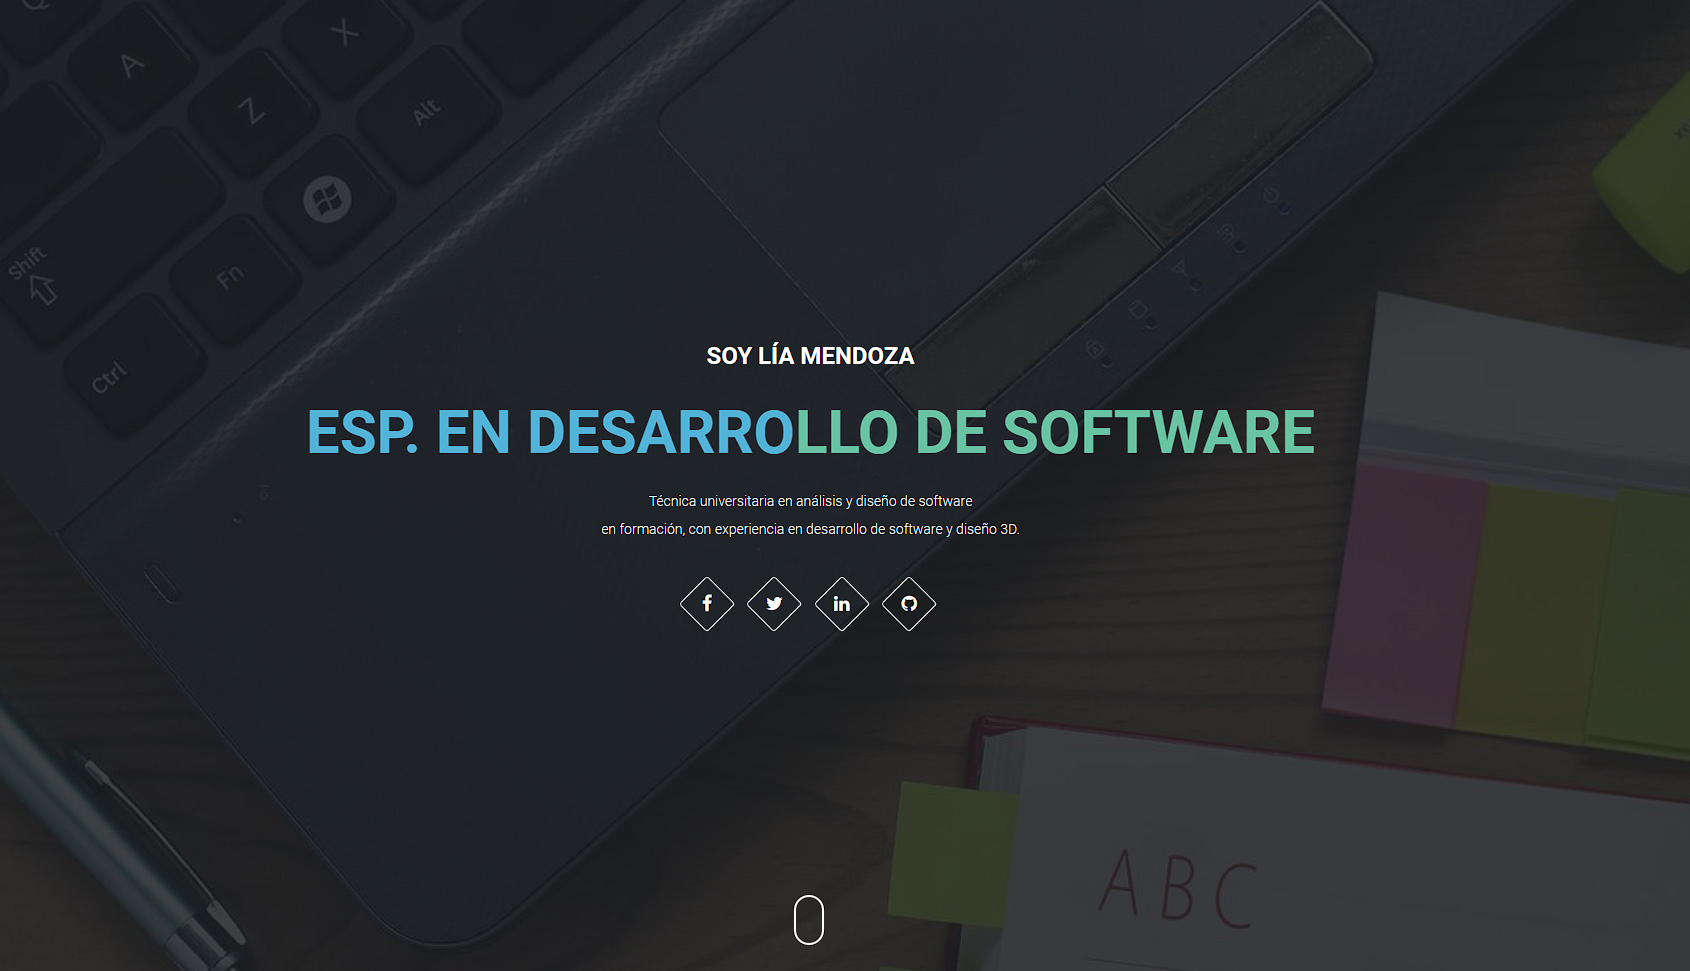 Q
A
X
Z
Alt
Shift
Fn
Ctrl
SOY LÍA MENDOZA
ESP. EN DESARROLLO DE SOFTWARE
Técnica universitaria en análisis y diseño de software
en formación, con experiencia en desarrollo de software y diseño 3D.
ABC